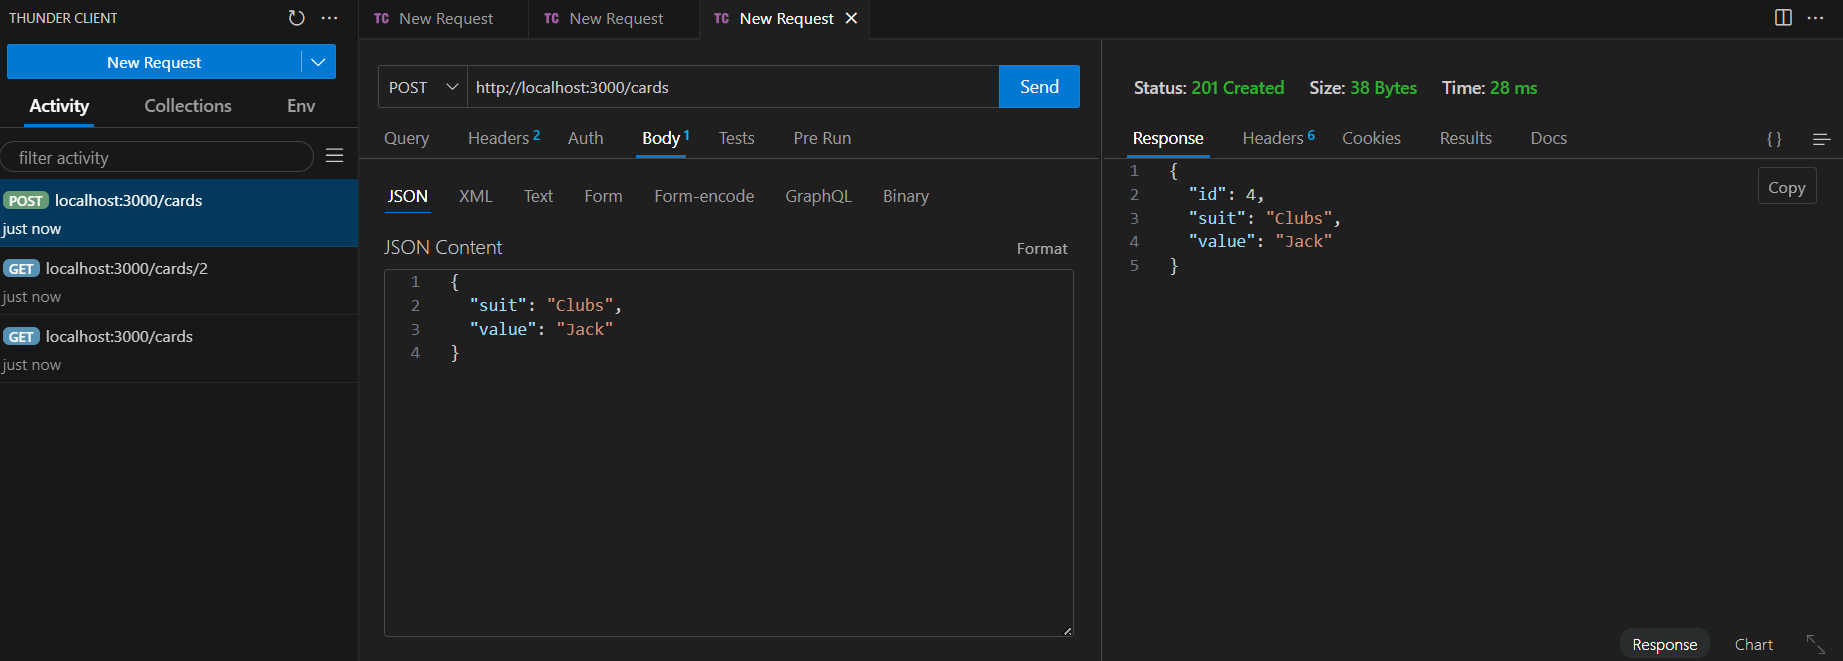 THUNDER CLIENT
New Request
Activity Collections Env
filter activity
POST localhost:3000/cards
just now
GET localhost:3000/cards/2
just now
GET localhost:3000/cards
just now
TC New Request TC New Request TC New Request
POST http://localhost:3000/cards Send
Query Headers 2 Auth Body 1 Tests Pre Run
JSON XML Text Form Form-encode GraphQL Binary
JSON Content Format
1 {
2 "suit": "Clubs",
3 "value": "Jack"
4 }
Status: 201 Created Size: 38 Bytes Time: 28 ms
Response Headers 6 Cookies Results Docs { }
Copy
1 {
2 "id": 4,
3 "suit": "Clubs",
4 "value": "Jack"
5 }
Response Chart